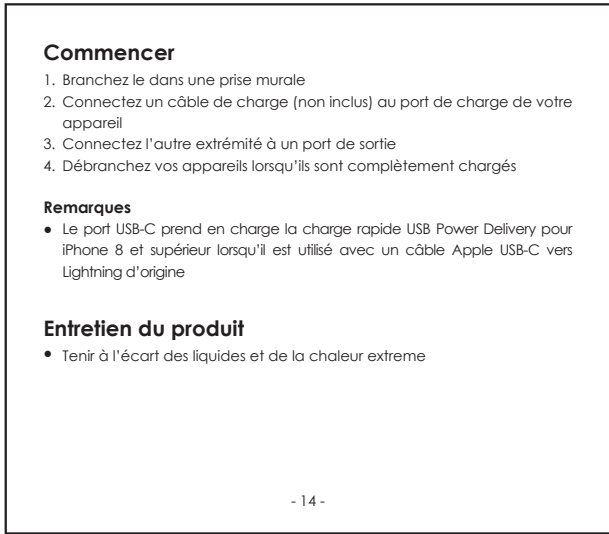 Commencer
1. Branchez le dans une prise murale
2. Connectez un câble de charge (non inclus) au port de charge de votre
appareil
3. Connectez l'autre extrémité à un port de sortie
4. Débranchez vos appareils lorsqu'ils sont complètement chargés
Remarques
● Le port USB-C prend en charge la charge rapide USB Power Delivery pour
iPhone 8 et supérieur lorsqu'il est utilisé avec un câble Apple USB-C vers
Lightning d'origine
Entretien du produit
● Tenir à l'écart des liquides et de la chaleur extreme
- 14 -